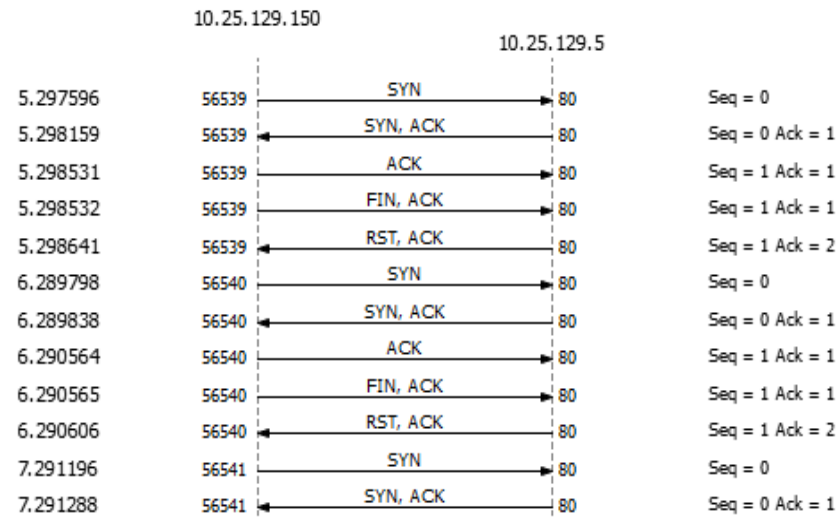 10.25.129.150
10.25.129.5
5.297596 56539 SYN 80 Seq = 0
5.298159 56539 SYN, ACK 80 Seq = 0 Ack = 1
5.298531 56539 ACK 80 Seq = 1 Ack = 1
5.298532 56539 FIN, ACK 80 Seq = 1 Ack = 1
5.298641 56539 RST, ACK 80 Seq = 1 Ack = 2
6.289798 56540 SYN 80 Seq = 0
6.289838 56540 SYN, ACK 80 Seq = 0 Ack = 1
6.290564 56540 ACK 80 Seq = 1 Ack = 1
6.290565 56540 FIN, ACK 80 Seq = 1 Ack = 1
6.290606 56540 RST, ACK 80 Seq = 1 Ack = 2
7.291196 56541 SYN 80 Seq = 0
7.291288 56541 SYN, ACK 80 Seq = 0 Ack = 1